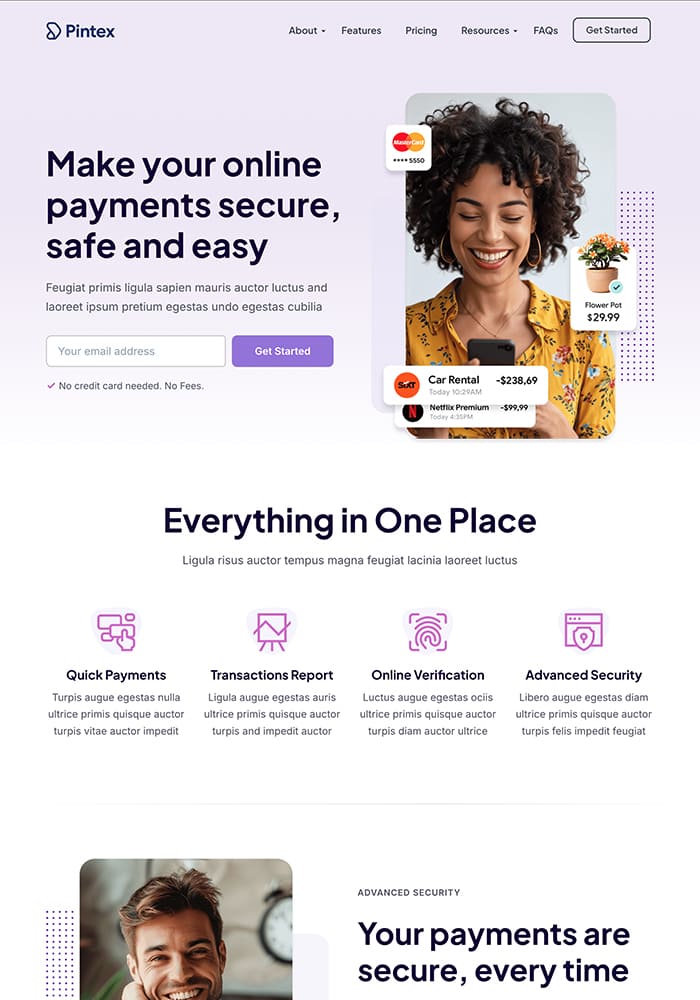 Pintex
About
Features
Pricing
Resources
FAQs
Get Started
Make your online
payments secure,
safe and easy
Feugiat primis ligula sapien mauris auctor luctus and
laoreet ipsum pretium egestas undo egestas cubilia
Your email address
Get Started
No credit card needed. No Fees.
MasterCard
**** 5550
Flower Pot
$29.99
SIXT
Car Rental
-$238,69
Today 10:29AM
N
Netflix Premium
-$99,99
Today 4:35PM
Everything in One Place
Ligula risus auctor tempus magna feugiat lacinia laoreet luctus
Quick Payments
Turpis augue egestas nulla
ultrice primis quisque auctor
turpis vitae auctor impedit
Transactions Report
Ligula augue egestas auris
ultrice primis quisque auctor
turpis and impedit auctor
Online Verification
Luctus augue egestas ociis
ultrice primis quisque auctor
turpis diam auctor ultrice
Advanced Security
Libero augue egestas diam
ultrice primis quisque auctor
turpis felis impedit feugiat
ADVANCED SECURITY
Your payments are
secure, every time